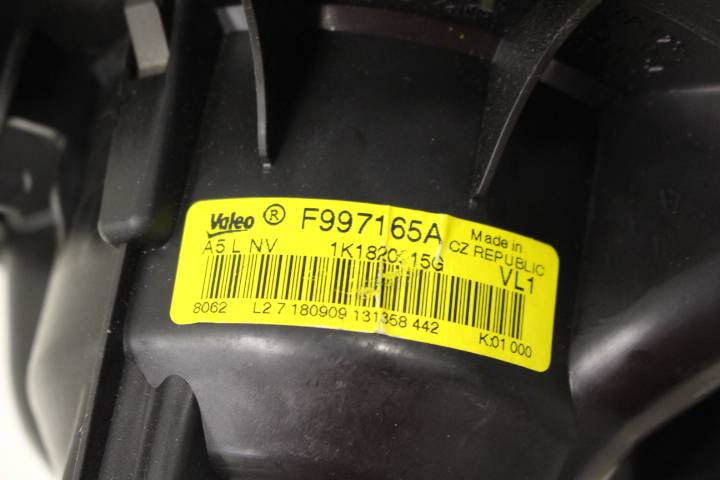 Valeo ® F997165A Made in
A5 L NV CZ REPUBLIC
VL1
8062 L2 7 180909 131358 442 K:01 000